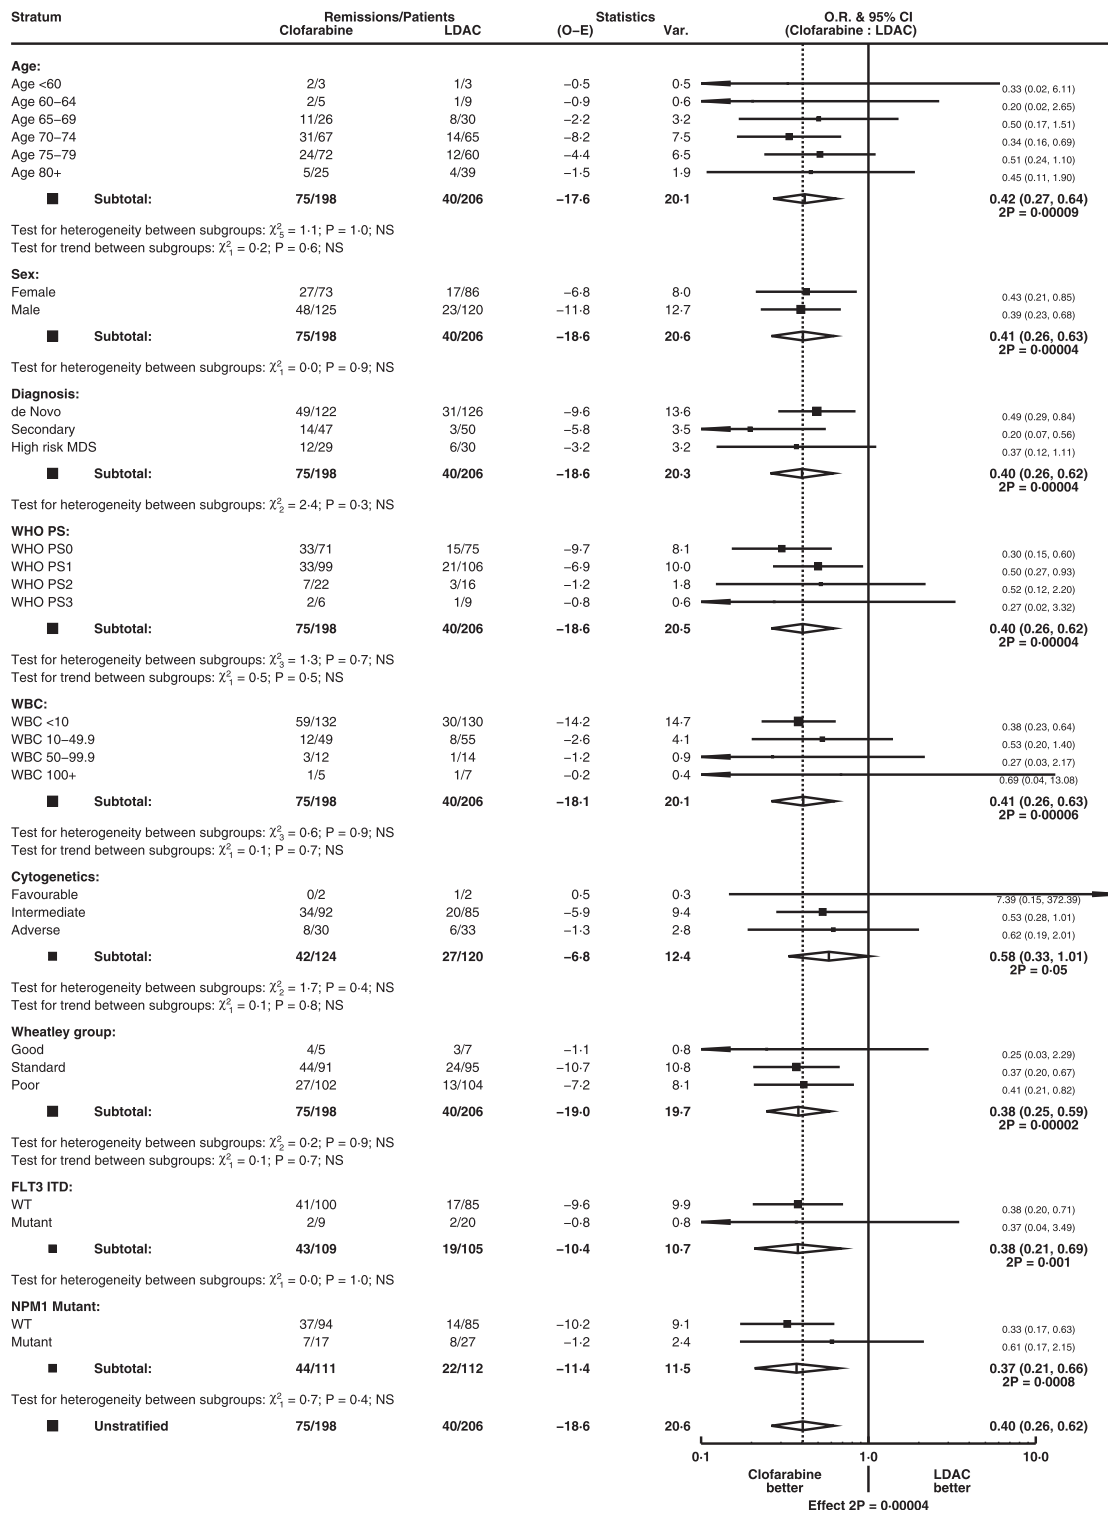 Stratum Remissions/Patients Statistics O.R. & 95% CI
Clofarabine LDAC (O–E) Var. (Clofarabine : LDAC)
Age:
Age <60 2/3 1/3 –0·5 0·5 0.33 (0.02, 6.11)
Age 60–64 2/5 1/9 –0·9 0·6 0.20 (0.02, 2.65)
Age 65–69 11/26 8/30 –2·2 3·2 0.50 (0.17, 1.51)
Age 70–74 31/67 14/65 –8·2 7·5 0.34 (0.16, 0.69)
Age 75–79 24/72 12/60 –4·4 6·5 0.51 (0.24, 1.10)
Age 80+ 5/25 4/39 –1·5 1·9 0.45 (0.11, 1.90)
Subtotal: 75/198 40/206 –17·6 20·1 0.42 (0.27, 0.64)
2P = 0·00009
Test for heterogeneity between subgroups: χ²₅ = 1·1; P = 1·0; NS
Test for trend between subgroups: χ²₁ = 0·2; P = 0·6; NS
Sex:
Female 27/73 17/86 –6·8 8·0 0.43 (0.21, 0.85)
Male 48/125 23/120 –11·8 12·7 0.39 (0.23, 0.68)
Subtotal: 75/198 40/206 –18·6 20·6 0.41 (0.26, 0.63)
2P = 0·00004
Test for heterogeneity between subgroups: χ²₁ = 0·0; P = 0·9; NS
Diagnosis:
de Novo 49/122 31/126 –9·6 13·6 0.49 (0.29, 0.84)
Secondary 14/47 3/50 –5·8 3·5 0.20 (0.07, 0.56)
High risk MDS 12/29 6/30 –3·2 3·2 0.37 (0.12, 1.11)
Subtotal: 75/198 40/206 –18·6 20·3 0.40 (0.26, 0.62)
2P = 0·00004
Test for heterogeneity between subgroups: χ²₂ = 2·4; P = 0·3; NS
WHO PS:
WHO PS0 33/71 15/75 –9·7 8·1 0.30 (0.15, 0.60)
WHO PS1 33/99 21/106 –6·9 10·0 0.50 (0.27, 0.93)
WHO PS2 7/22 3/16 –1·2 1·8 0.52 (0.12, 2.20)
WHO PS3 2/6 1/9 –0·8 0·6 0.27 (0.02, 3.32)
Subtotal: 75/198 40/206 –18·6 20·5 0.40 (0.26, 0.62)
2P = 0·00004
Test for heterogeneity between subgroups: χ²₃ = 1·3; P = 0·7; NS
Test for trend between subgroups: χ²₁ = 0·5; P = 0·5; NS
WBC:
WBC <10 59/132 30/130 –14·2 14·7 0.38 (0.23, 0.64)
WBC 10–49.9 12/49 8/55 –2·6 4·1 0.53 (0.20, 1.40)
WBC 50–99.9 3/12 1/14 –1·2 0·9 0.27 (0.03, 2.17)
WBC 100+ 1/5 1/7 –0·2 0·4 0.69 (0.04, 13.08)
Subtotal: 75/198 40/206 –18·1 20·1 0.41 (0.26, 0.63)
2P = 0·00006
Test for heterogeneity between subgroups: χ²₃ = 0·6; P = 0·9; NS
Test for trend between subgroups: χ²₁ = 0·1; P = 0·7; NS
Cytogenetics:
Favourable 0/2 1/2 0·5 0·3 7.39 (0.15, 372.39)
Intermediate 34/92 20/85 –5·9 9·4 0.53 (0.28, 1.01)
Adverse 8/30 6/33 –1·3 2·8 0.62 (0.19, 2.01)
Subtotal: 42/124 27/120 –6·8 12·4 0.58 (0.33, 1.01)
2P = 0·05
Test for heterogeneity between subgroups: χ²₂ = 1·7; P = 0·4; NS
Test for trend between subgroups: χ²₁ = 0·1; P = 0·8; NS
Wheatley group:
Good 4/5 3/7 –1·1 0·8 0.25 (0.03, 2.29)
Standard 44/91 24/95 –10·7 10·8 0.37 (0.20, 0.67)
Poor 27/102 13/104 –7·2 8·1 0.41 (0.21, 0.82)
Subtotal: 75/198 40/206 –19·0 19·7 0.38 (0.25, 0.59)
2P = 0·00002
Test for heterogeneity between subgroups: χ²₂ = 0·2; P = 0·9; NS
Test for trend between subgroups: χ²₁ = 0·1; P = 0·7; NS
FLT3 ITD:
WT 41/100 17/85 –9·6 9·9 0.38 (0.20, 0.71)
Mutant 2/9 2/20 –0·8 0·8 0.37 (0.04, 3.49)
Subtotal: 43/109 19/105 –10·4 10·7 0.38 (0.21, 0.69)
2P = 0·001
Test for heterogeneity between subgroups: χ²₁ = 0·0; P = 1·0; NS
NPM1 Mutant:
WT 37/94 14/85 –10·2 9·1 0.33 (0.17, 0.63)
Mutant 7/17 8/27 –1·2 2·4 0.61 (0.17, 2.15)
Subtotal: 44/111 22/112 –11·4 11·5 0.37 (0.21, 0.66)
2P = 0·0008
Test for heterogeneity between subgroups: χ²₁ = 0·7; P = 0·4; NS
Unstratified 75/198 40/206 –18·6 20·6 0.40 (0.26, 0.62)
0·1 1·0 10·0
Clofarabine LDAC
better better
Effect 2P = 0·00004